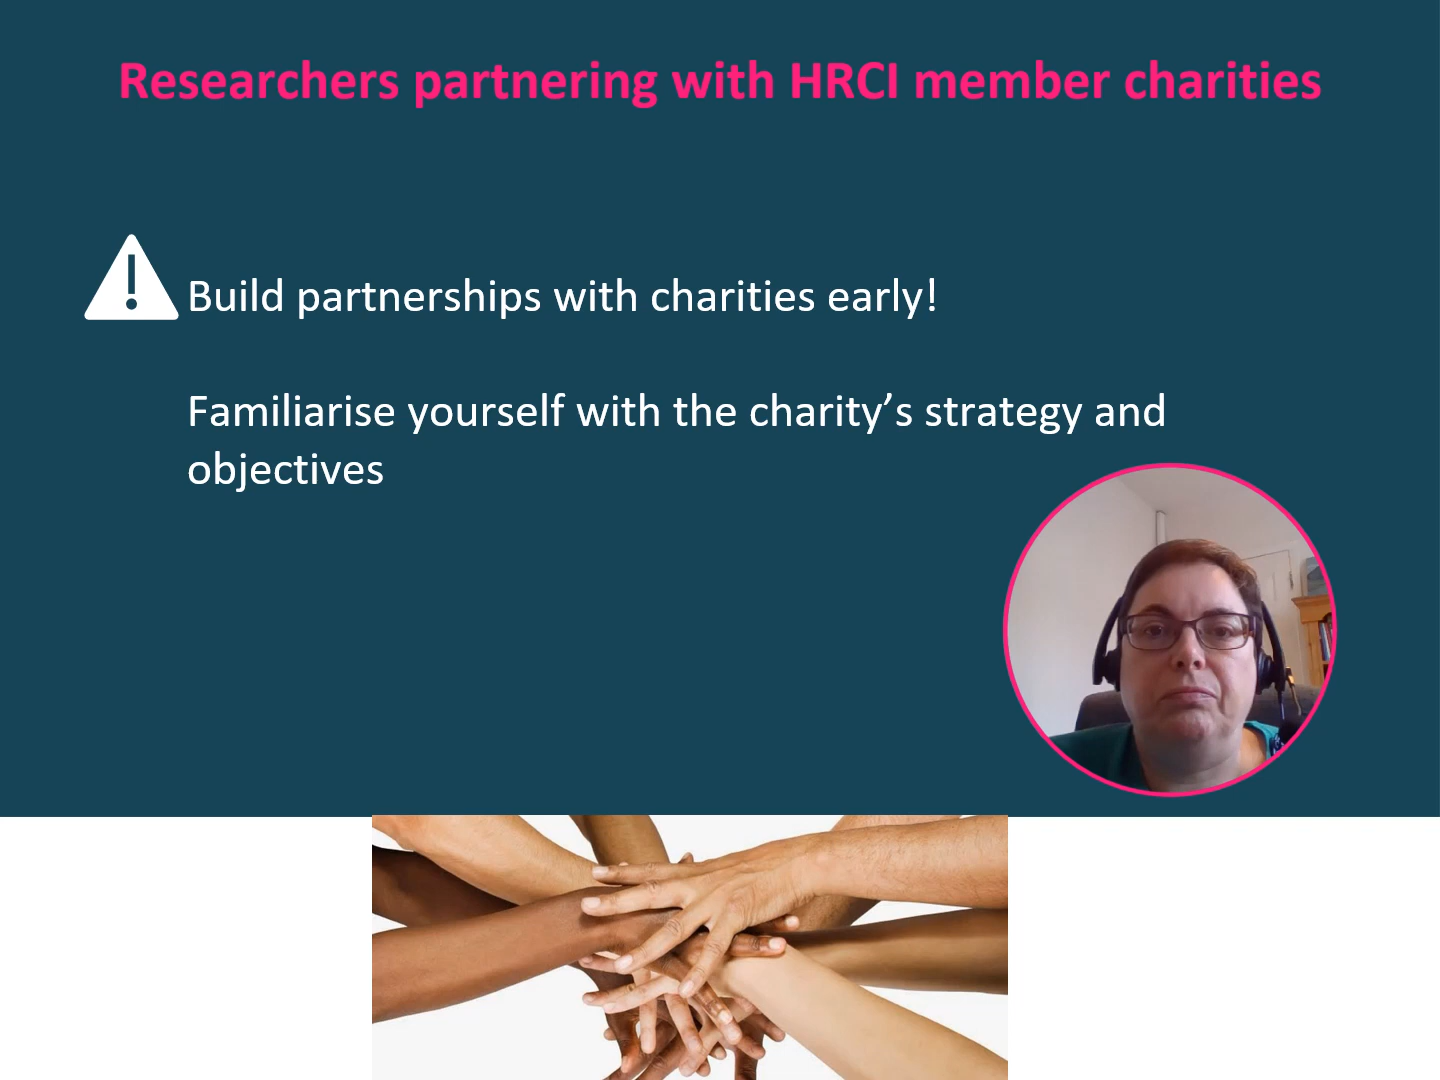 Researchers partnering with HRCI member charities
Build partnerships with charities early!
Familiarise yourself with the charity’s strategy and
objectives